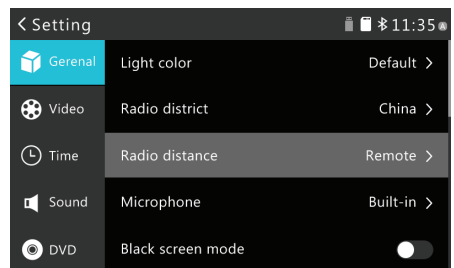 Setting
11:35
Gerenal
Light color
Default
Video
Radio district
China
Time
Radio distance
Remote
Sound
Microphone
Built-in
DVD
Black screen mode